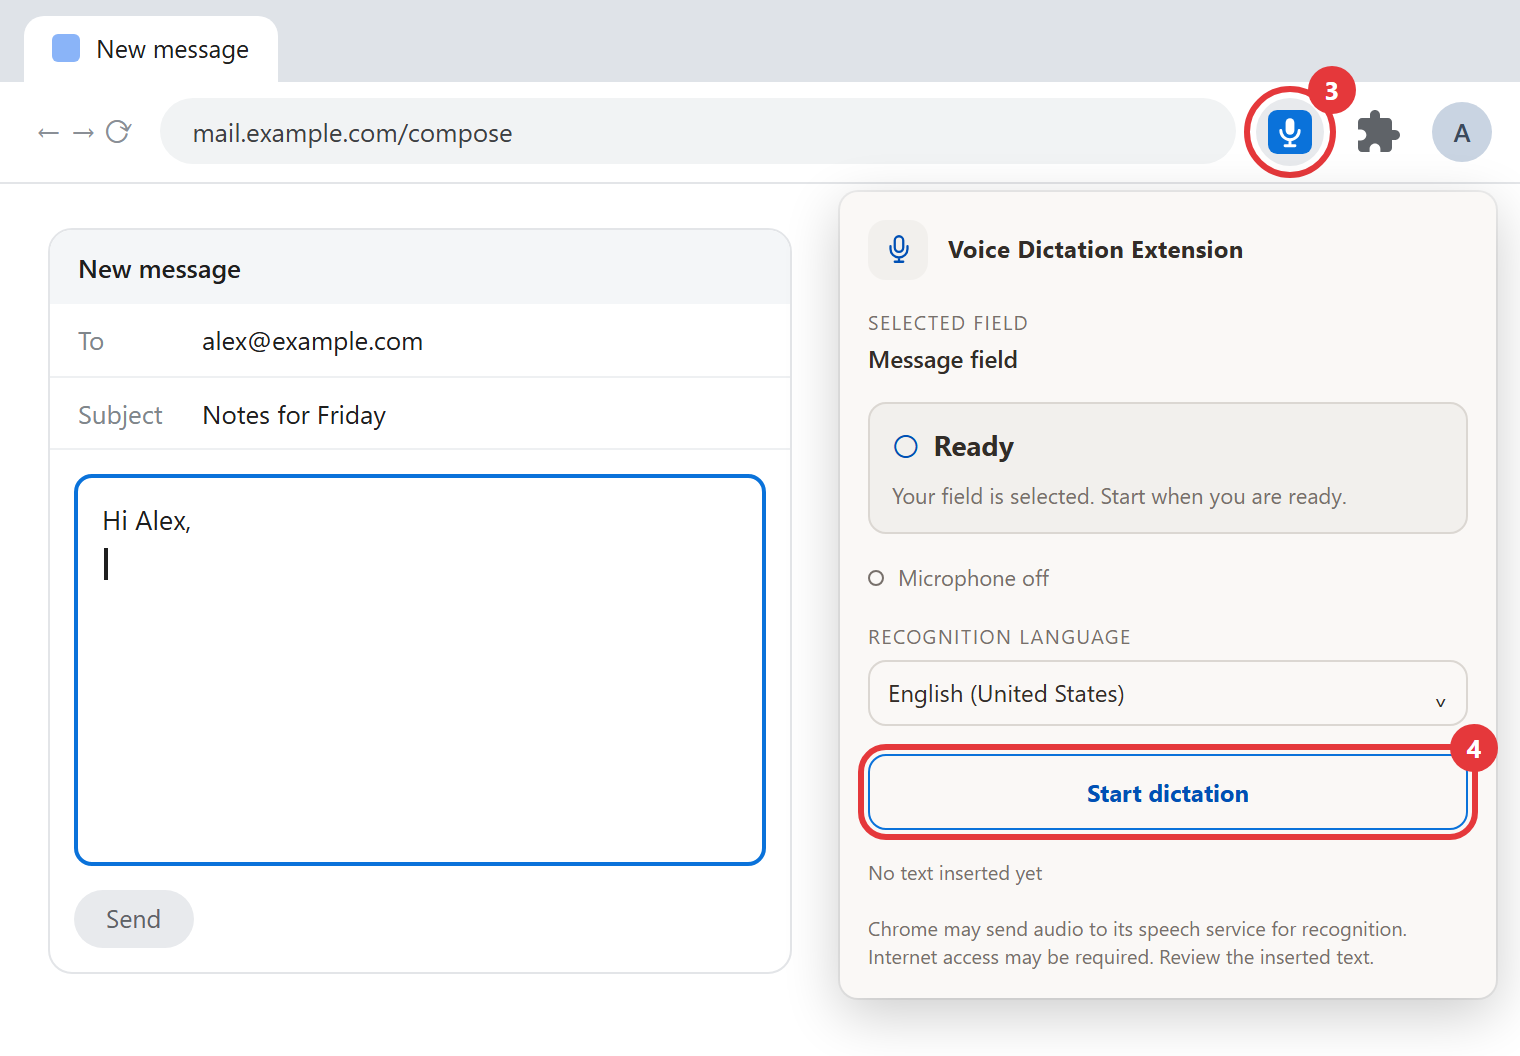 New message
mail.example.com/compose
3
A
New message
To alex@example.com
Subject Notes for Friday
Hi Alex,
Send
Voice Dictation Extension
SELECTED FIELD
Message field
Ready
Your field is selected. Start when you are ready.
Microphone off
RECOGNITION LANGUAGE
English (United States)
4
Start dictation
No text inserted yet
Chrome may send audio to its speech service for recognition.
Internet access may be required. Review the inserted text.